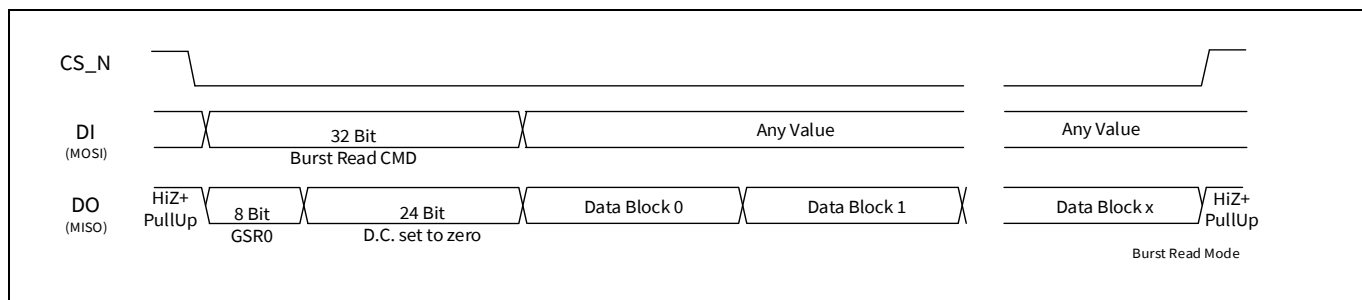 CS_N
DI
(MOSI)
32 Bit
Burst Read CMD
Any Value
Any Value
DO
(MISO)
HiZ+
PullUp
8 Bit
GSR0
24 Bit
D.C. set to zero
Data Block 0
Data Block 1
Data Block x
HiZ+
PullUp
Burst Read Mode